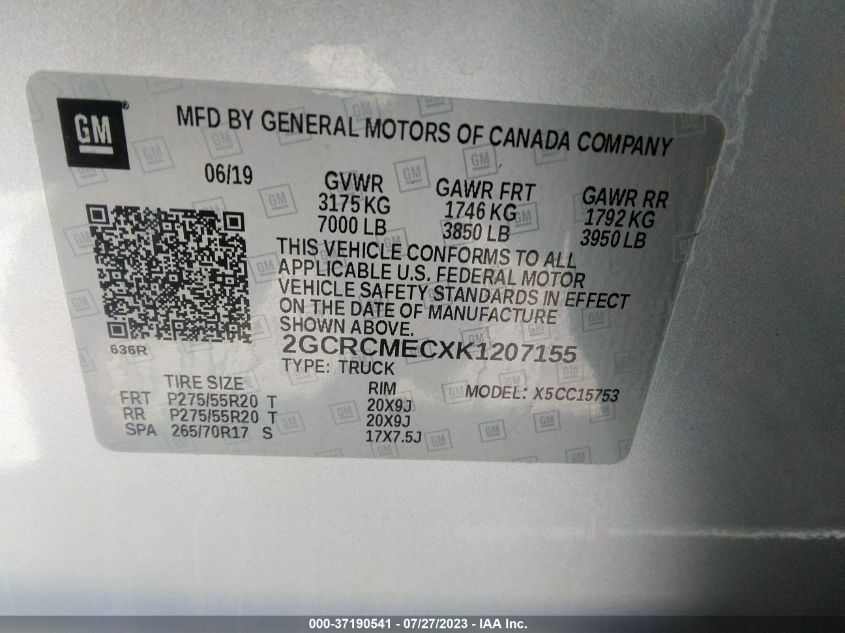 GM
MFD BY GENERAL MOTORS OF CANADA COMPANY
06/19
GVWR
3175 KG
7000 LB
GAWR FRT
1746 KG
3850 LB
GAWR RR
1792 KG
3950 LB
THIS VEHICLE CONFORMS TO ALL
APPLICABLE U.S. FEDERAL MOTOR
VEHICLE SAFETY STANDARDS IN EFFECT
ON THE DATE OF MANUFACTURE
SHOWN ABOVE.
636R
2GCRCMECXK1207155
TYPE: TRUCK
MODEL: X5CC15753
TIRE SIZE RIM
FRT P275/55R20 T 20X9J
RR P275/55R20 T 20X9J
SPA 265/70R17 S 17X7.5J
000-37190541 / 07/27/2023 - IAA Inc.